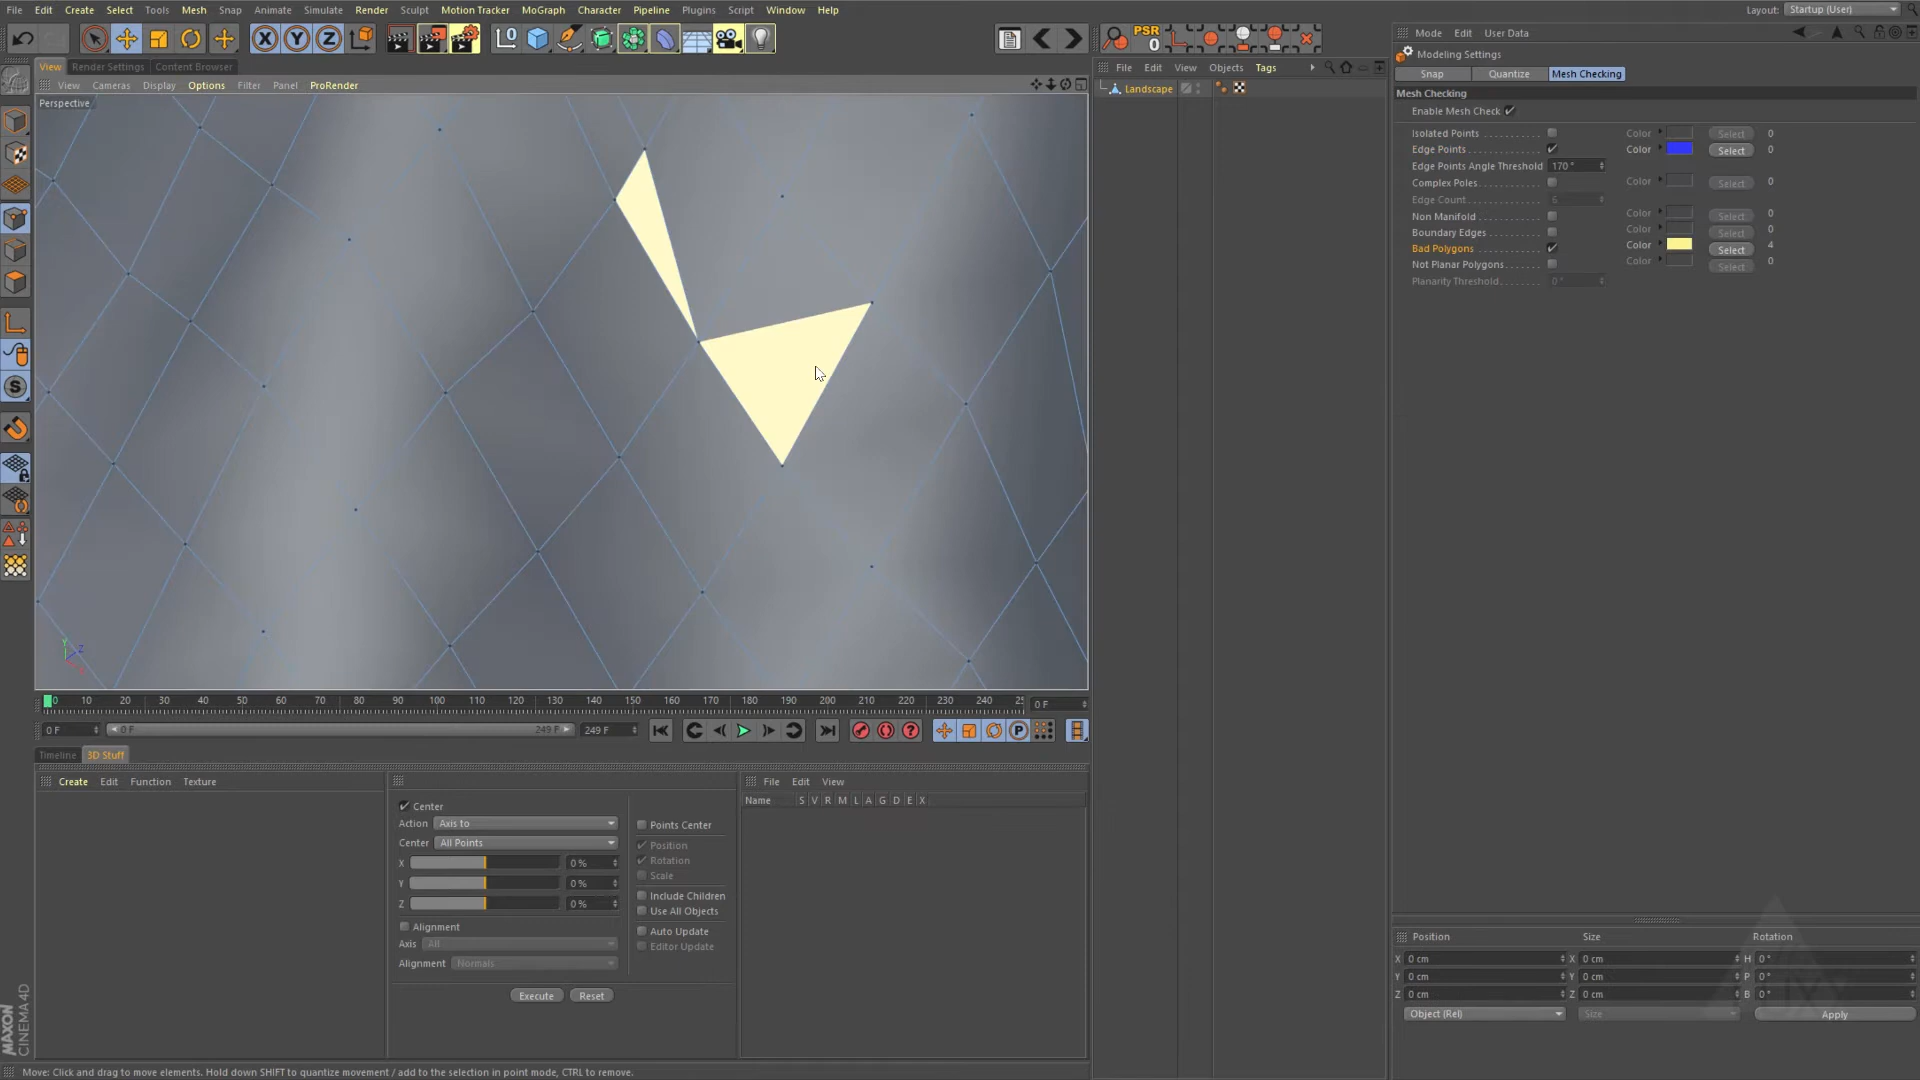 File Edit Create Select Tools Mesh Snap Animate Simulate Render Sculpt Motion Tracker MoGraph Character Pipeline Plugins Script Window Help
Layout: Startup (User)
X Y Z
PSR
0
Mode Edit User Data
View Render Settings Content Browser
File Edit View Objects Tags
Modeling Settings
View Cameras Display Options Filter Panel ProRender
Landscape
Snap Quantize Mesh Checking
Perspective
Mesh Checking
Enable Mesh Check
Isolated Points Color Select 0
Edge Points Color Select 0
Edge Points Angle Threshold 170 °
Complex Poles Color Select 0
Edge Count 6
Non Manifold Color Select 0
Boundary Edges Color Select 0
Bad Polygons Color Select 4
Not Planar Polygons Color Select 0
Planarity Threshold 0 °
Y
Z
0 10 20 30 40 50 60 70 80 90 100 110 120 130 140 150 160 170 180 190 200 210 220 230 240 25
0 F
0 F 0 F 249 F 249 F
Timeline 3D Stuff
Create Edit Function Texture
File Edit View
Name S V R M L A G D E X
Center
Action Axis to
Center All Points
X 0 %
Y 0 %
Z 0 %
Points Center
Position
Rotation
Scale
Include Children
Use All Objects
Auto Update
Editor Update
Alignment
Axis All
Alignment Normals
Execute Reset
Position Size Rotation
X 0 cm X 0 cm H 0 °
Y 0 cm Y 0 cm P 0 °
Z 0 cm Z 0 cm B 0 °
Object (Rel) Size Apply
MAXON
CINEMA 4D
Move: Click and drag to move elements. Hold down SHIFT to quantize movement / add to the selection in point mode, CTRL to remove.